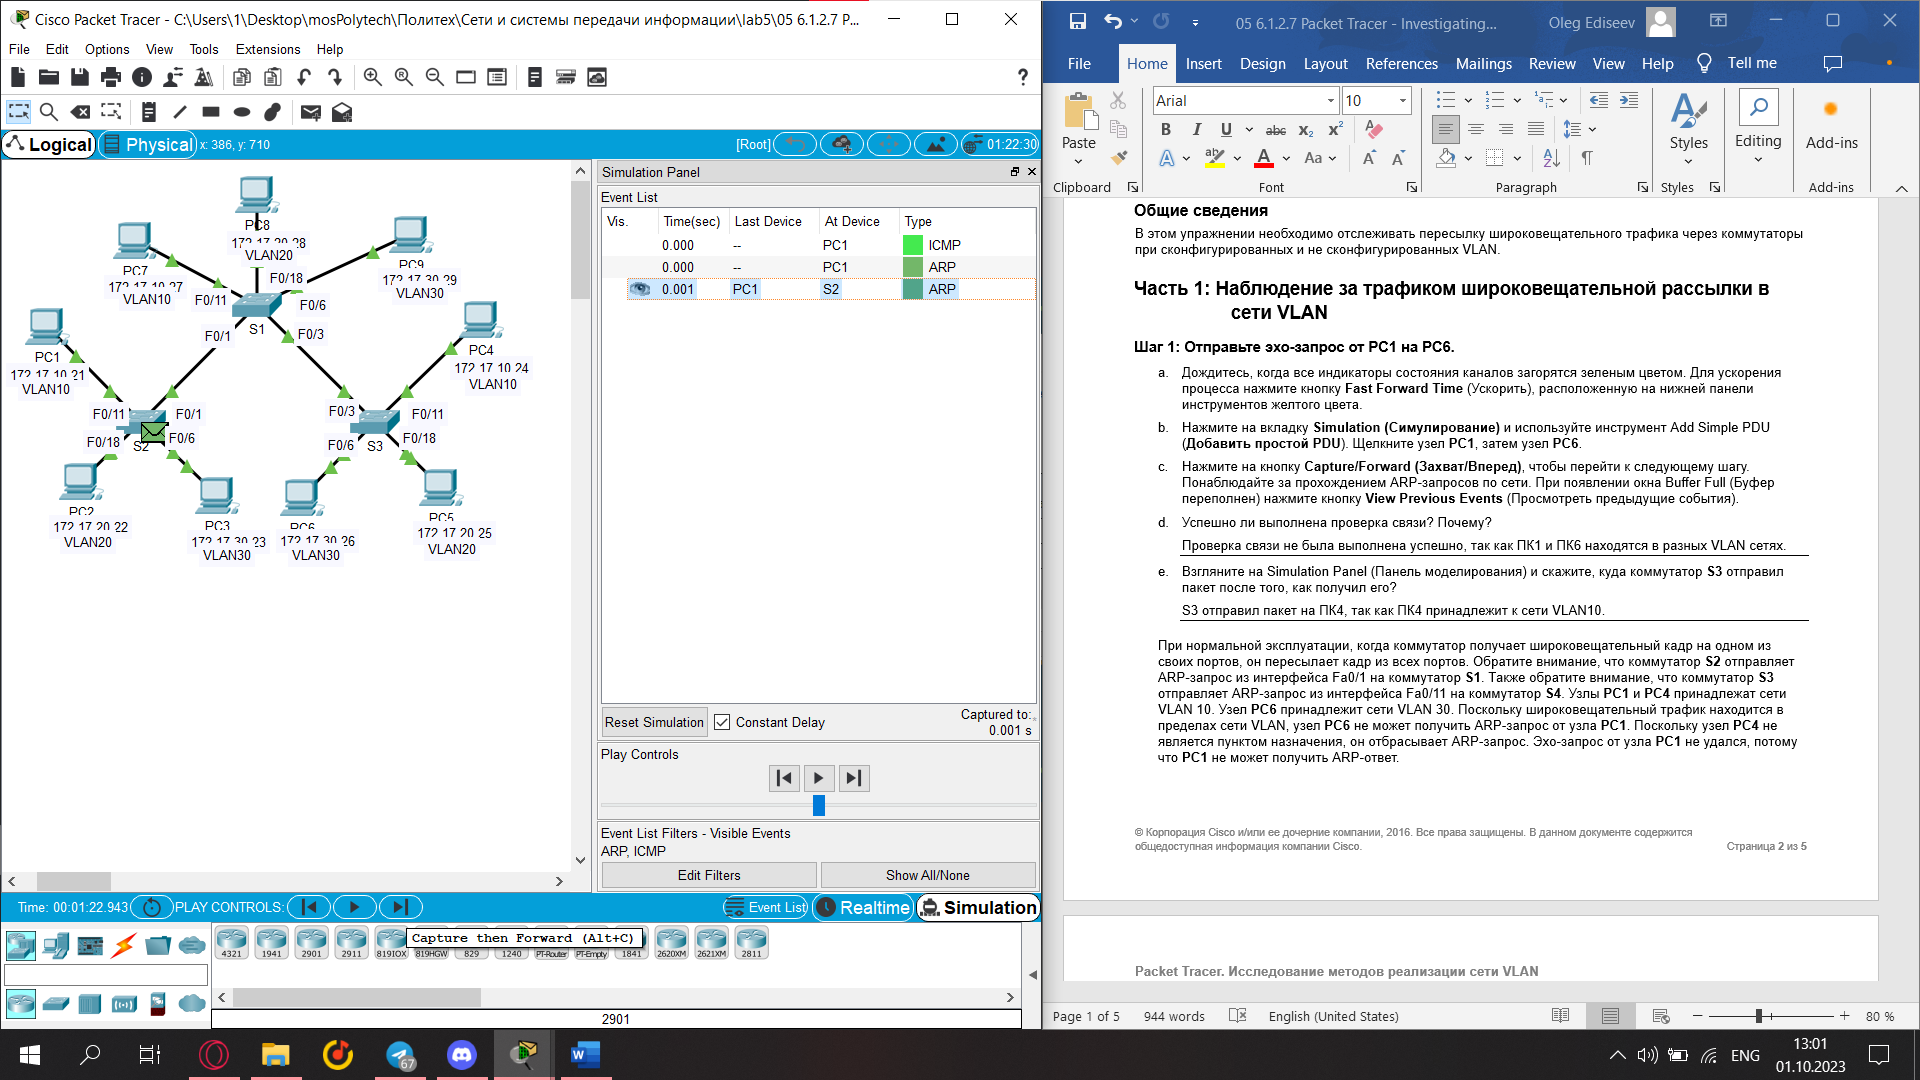 Cisco Packet Tracer - C:\Users\1\Desktop\mosPolytech\Политех\Сети и системы передачи информации\lab5\05 6.1.2.7 P...
File Edit Options View Tools Extensions Help
Logical Physical x: 386, y: 710 [Root] 01:22:30
PC8
172.17.20.28
VLAN20
PC7
172.17.10.27
VLAN10
PC9
172.17.30.29
VLAN30
F0/18
F0/11
F0/6
S1
F0/1
F0/3
PC1
172.17.10.21
VLAN10
PC4
172.17.10.24
VLAN10
F0/11
F0/1
F0/3
F0/11
F0/18
S2
F0/6
F0/6
S3
F0/18
PC2
172.17.20.22
VLAN20
PC3
172.17.30.23
VLAN30
PC6
172.17.30.26
VLAN30
PC5
172.17.20.25
VLAN20
Simulation Panel
Event List
Vis. Time(sec) Last Device At Device Type
0.000 -- PC1 ICMP
0.000 -- PC1 ARP
0.001 PC1 S2 ARP
Reset Simulation Constant Delay Captured to:
0.001 s
Play Controls
Event List Filters - Visible Events
ARP, ICMP
Edit Filters Show All/None
Time: 00:01:22.943 PLAY CONTROLS: Event List Realtime Simulation
Capture then Forward (Alt+C)
4321 1941 2901 2911 819IOX 819HGW 829 1240 PT-Router PT-Empty 1841 2620XM 2621XM 2811
2901
05 6.1.2.7 Packet Tracer - Investigating... Oleg Ediseev
File Home Insert Design Layout References Mailings Review View Help Tell me
Arial 10
Paste Styles Editing Add-ins
Clipboard Font Paragraph Styles Add-ins
Общие сведения
В этом упражнении необходимо отслеживать пересылку широковещательного трафика через коммутаторы
при сконфигурированных и не сконфигурированных VLAN.
Часть 1: Наблюдение за трафиком широковещательной рассылки в
сети VLAN
Шаг 1: Отправьте эхо-запрос от PC1 на PC6.
a. Дождитесь, когда все индикаторы состояния каналов загорятся зеленым цветом. Для ускорения
процесса нажмите кнопку Fast Forward Time (Ускорить), расположенную на нижней панели
инструментов желтого цвета.
b. Нажмите на вкладку Simulation (Симулирование) и используйте инструмент Add Simple PDU
(Добавить простой PDU). Щелкните узел PC1, затем узел PC6.
c. Нажмите на кнопку Capture/Forward (Захват/Вперед), чтобы перейти к следующему шагу.
Понаблюдайте за прохождением ARP-запросов по сети. При появлении окна Buffer Full (Буфер
переполнен) нажмите кнопку View Previous Events (Просмотреть предыдущие события).
d. Успешно ли выполнена проверка связи? Почему?
Проверка связи не была выполнена успешно, так как ПК1 и ПК6 находятся в разных VLAN сетях.
e. Взгляните на Simulation Panel (Панель моделирования) и скажите, куда коммутатор S3 отправил
пакет после того, как получил его?
S3 отправил пакет на ПК4, так как ПК4 принадлежит к сети VLAN10.
При нормальной эксплуатации, когда коммутатор получает широковещательный кадр на одном из
своих портов, он пересылает кадр из всех портов. Обратите внимание, что коммутатор S2 отправляет
ARP-запрос из интерфейса Fa0/1 на коммутатор S1. Также обратите внимание, что коммутатор S3
отправляет ARP-запрос из интерфейса Fa0/11 на коммутатор S4. Узлы PC1 и PC4 принадлежат сети
VLAN 10. Узел PC6 принадлежит сети VLAN 30. Поскольку широковещательный трафик находится в
пределах сети VLAN, узел PC6 не может получить ARP-запрос от узла PC1. Поскольку узел PC4 не
является пунктом назначения, он отбрасывает ARP-запрос. Эхо-запрос от узла PC1 не удался, потому
что PC1 не может получить ARP-ответ.
© Корпорация Cisco и/или ее дочерние компании, 2016. Все права защищены. В данном документе содержится
общедоступная информация компании Cisco. Страница 2 из 5
Packet Tracer. Исследование методов реализации сети VLAN
Page 1 of 5 944 words English (United States) 80 %
67
ENG
13:01
01.10.2023